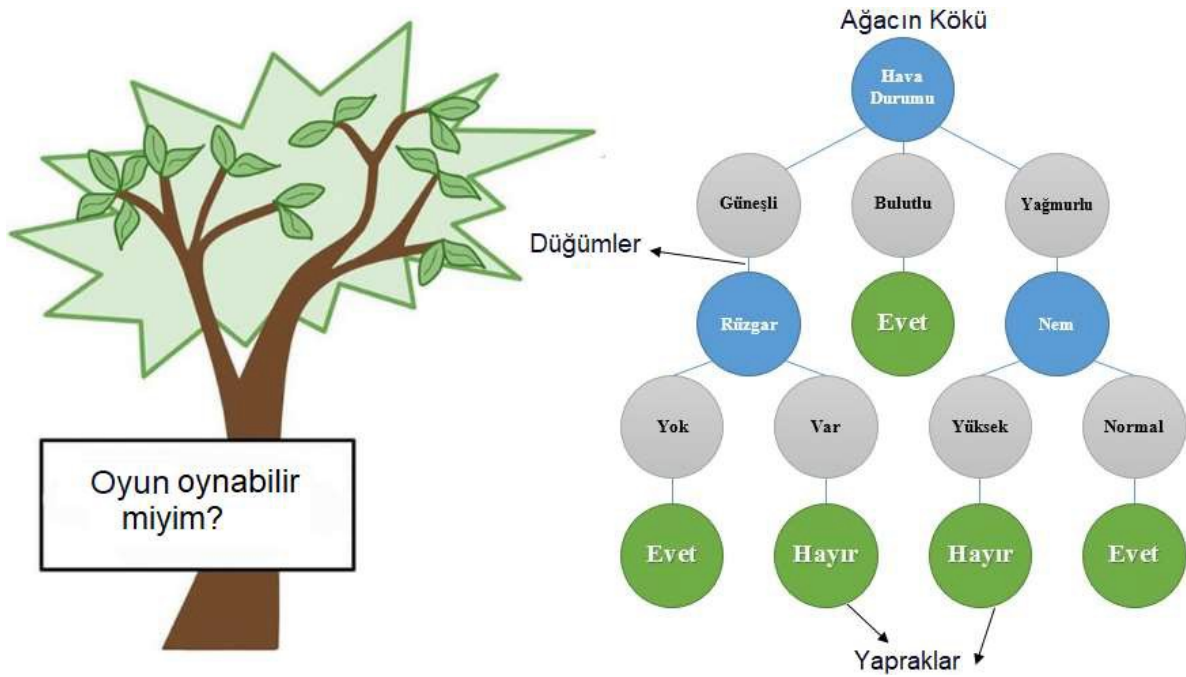 Ağacın Kökü
Hava
Durumu
Güneşli
Bulutlu
Yağmurlu
Düğümler
Rüzgar
Evet
Nem
Yok
Var
Yüksek
Normal
Oyun oynabilir
miyim?
Evet
Hayır
Hayır
Evet
Yapraklar